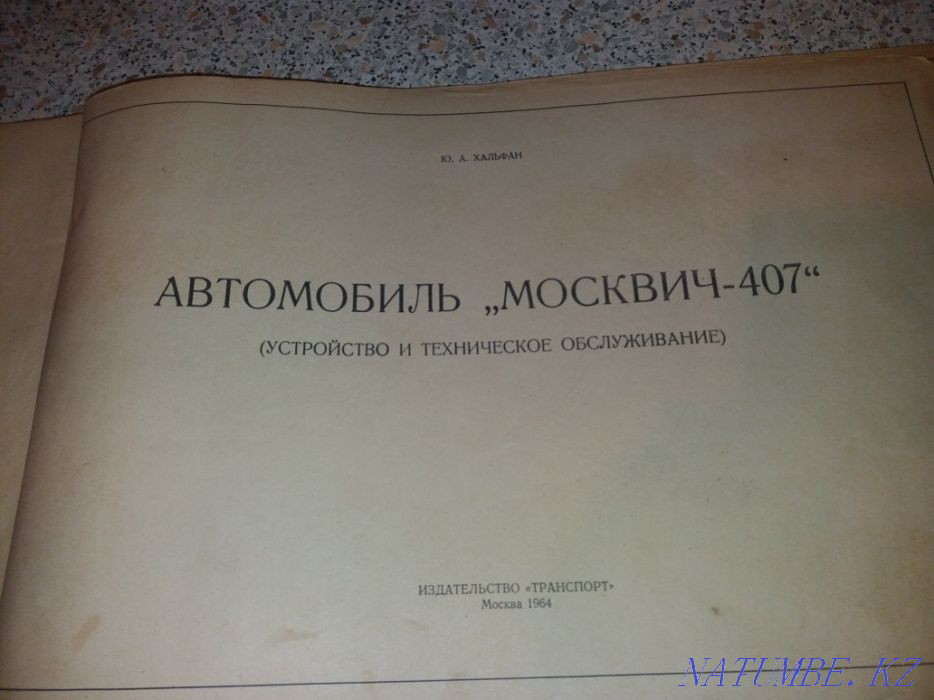 Ю. А. ХАЛЬФАН
АВТОМОБИЛЬ „МОСКВИЧ-407“
(УСТРОЙСТВО И ТЕХНИЧЕСКОЕ ОБСЛУЖИВАНИЕ)
ИЗДАТЕЛЬСТВО «ТРАНСПОРТ»
Москва 1964
NATUMBE.KZ